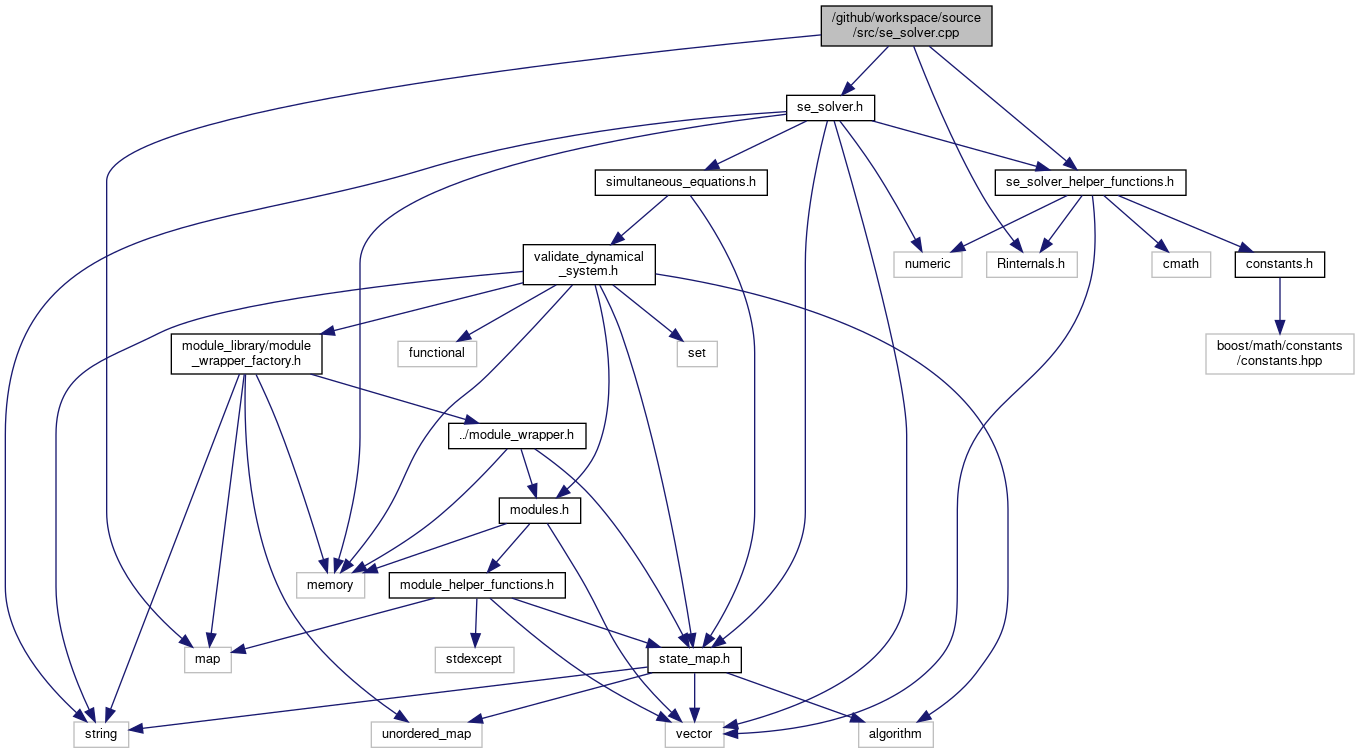 /github/workspace/source
/src/se_solver.cpp
se_solver.h
simultaneous_equations.h
se_solver_helper_functions.h
validate_dynamical
_system.h
numeric
Rinternals.h
cmath
constants.h
module_library/module
_wrapper_factory.h
functional
set
boost/math/constants
/constants.hpp
../module_wrapper.h
modules.h
memory
module_helper_functions.h
map
stdexcept
state_map.h
string
unordered_map
vector
algorithm